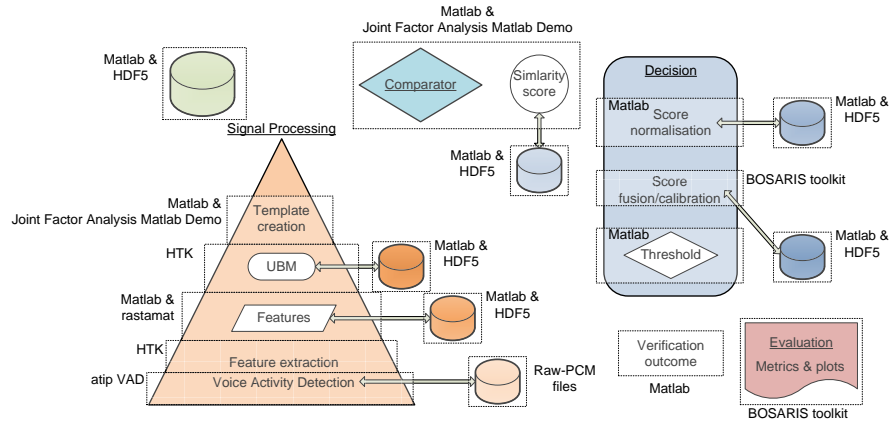 Matlab &
Joint Factor Analysis Matlab Demo
Matlab &
HDF5
Comparator
Simlarity
score
Matlab &
HDF5
Signal Processing
Matlab &
Joint Factor Analysis Matlab Demo
Template
creation
HTK
UBM
Matlab &
HDF5
Matlab &
rastamat
Features
Matlab &
HDF5
HTK
Feature extraction
atip VAD
Voice Activity Detection
Raw-PCM
files
Decision
Matlab
Score
normalisation
Matlab &
HDF5
BOSARIS toolkit
Score
fusion/calibration
Matlab
Threshold
Matlab &
HDF5
Verification
outcome
Matlab
Evaluation
Metrics & plots
BOSARIS toolkit